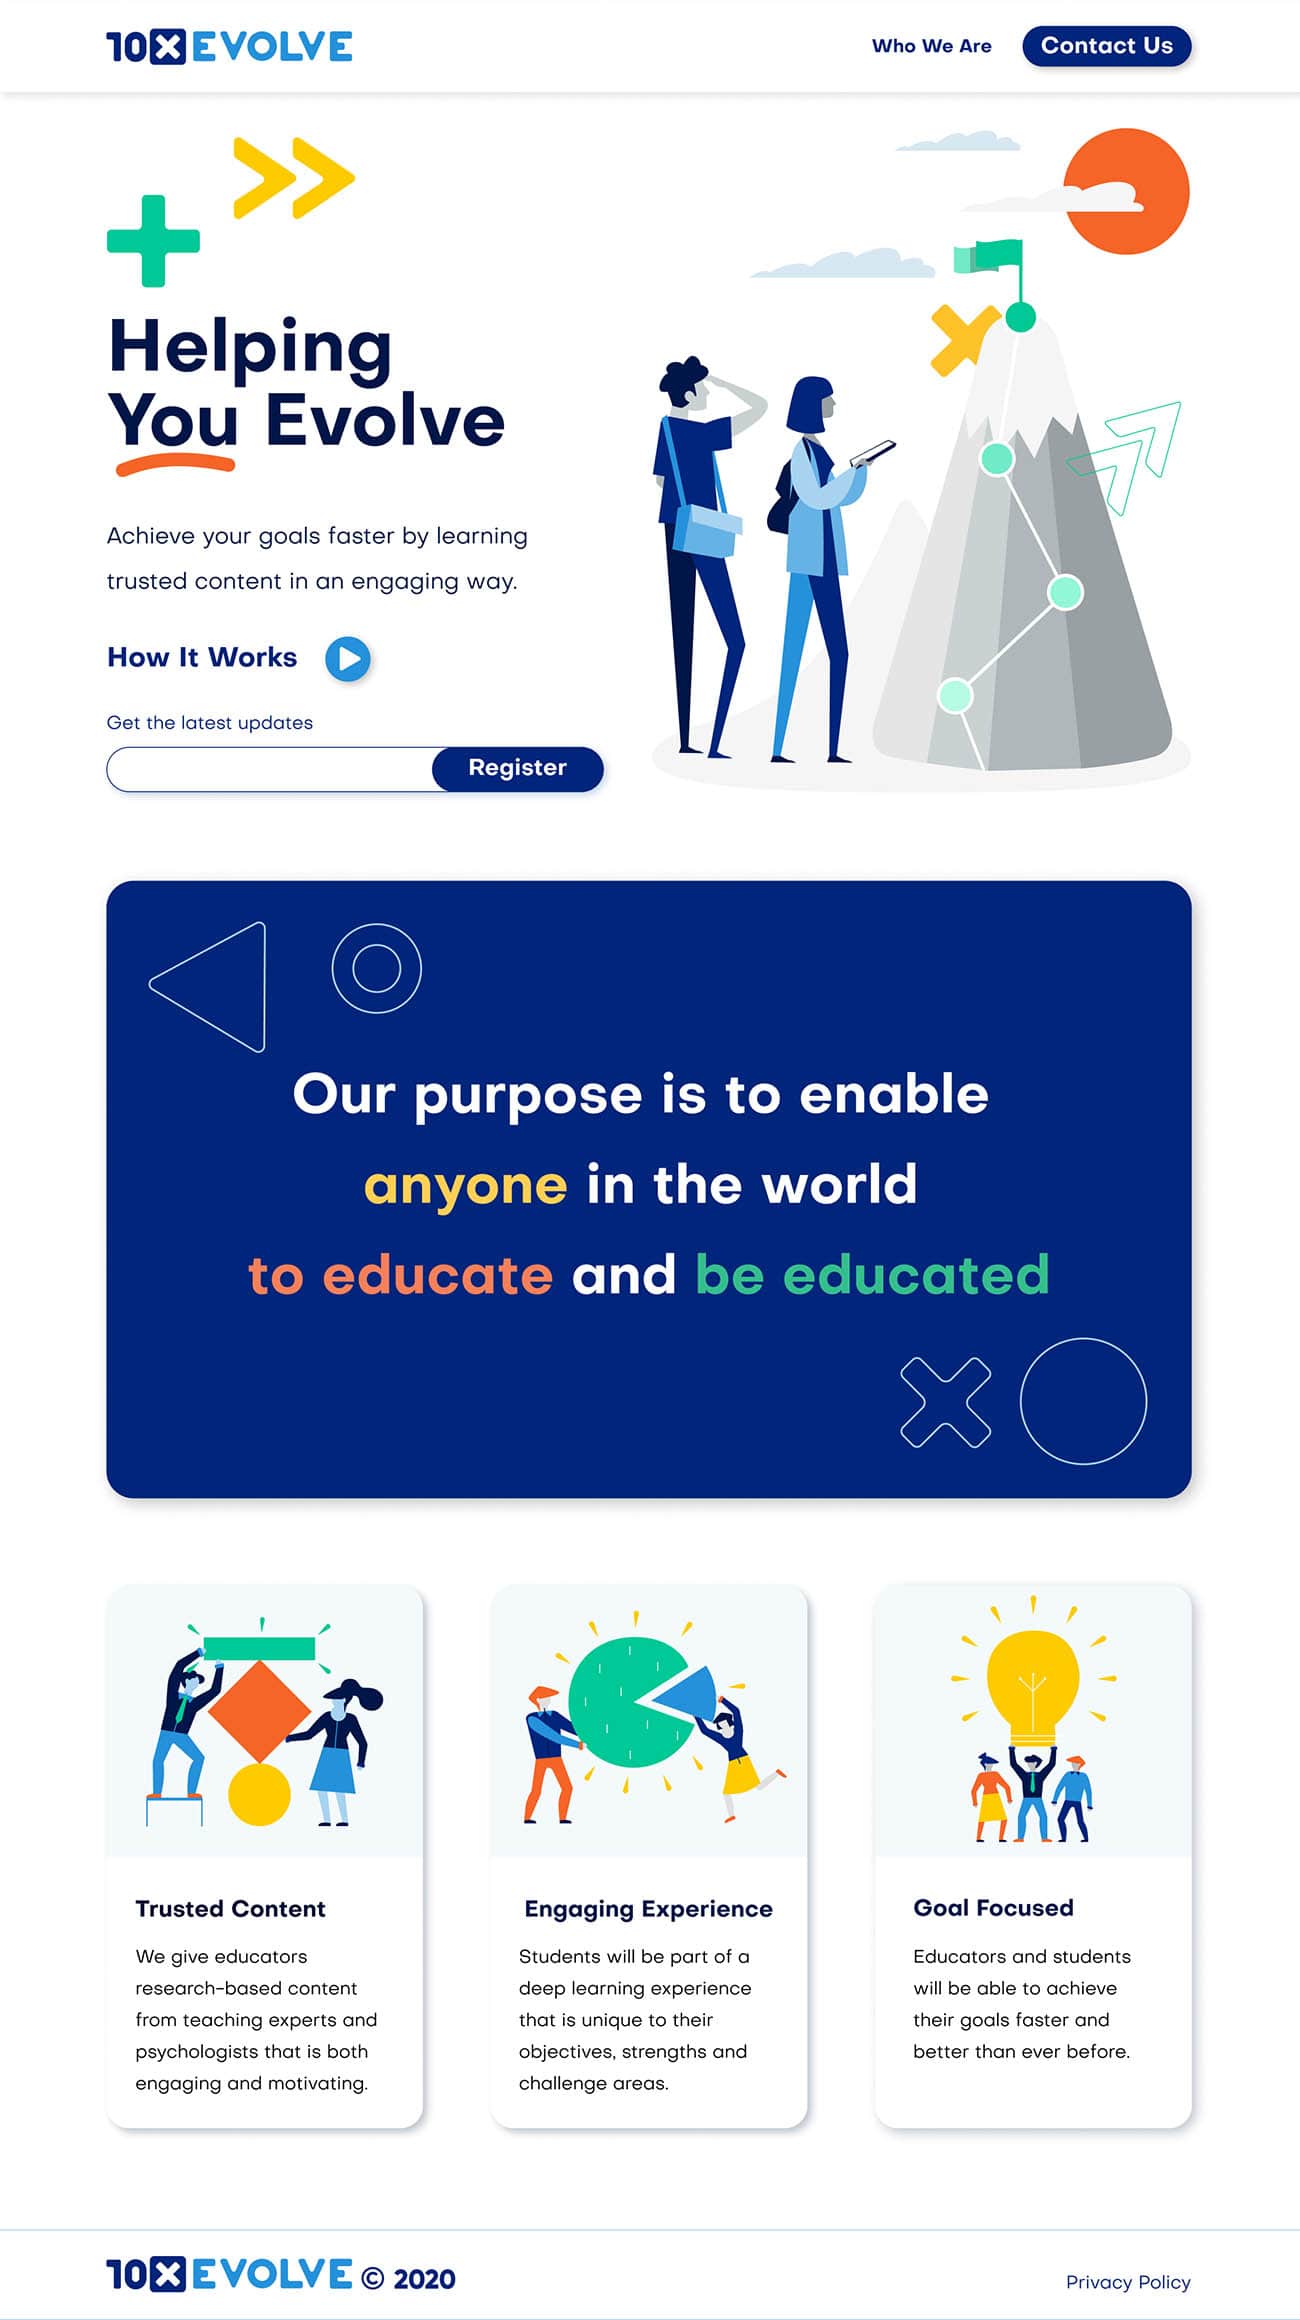 10XEVOLVE
Who We Are
Contact Us
Helping
You Evolve
Achieve your goals faster by learning
trusted content in an engaging way.
How It Works
Get the latest updates
Register
Our purpose is to enable
anyone in the world
to educate and be educated
Trusted Content
We give educators
research-based content
from teaching experts and
psychologists that is both
engaging and motivating.
Engaging Experience
Students will be part of a
deep learning experience
that is unique to their
objectives, strengths and
challenge areas.
Goal Focused
Educators and students
will be able to achieve
their goals faster and
better than ever before.
10XEVOLVE © 2020
Privacy Policy